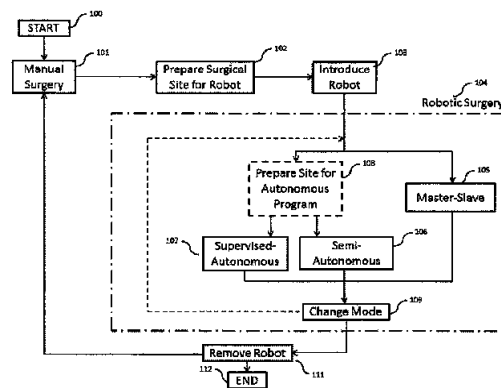 START
100
Manual
Surgery
101
Prepare Surgical
Site for Robot
102
Introduce
Robot
103
104
Robotic Surgery
Prepare Site for
Autonomous
Program
108
Master-Slave
105
107
Supervised-
Autonomous
Semi-
Autonomous
106
Change Mode
109
Remove Robot
111
112
END